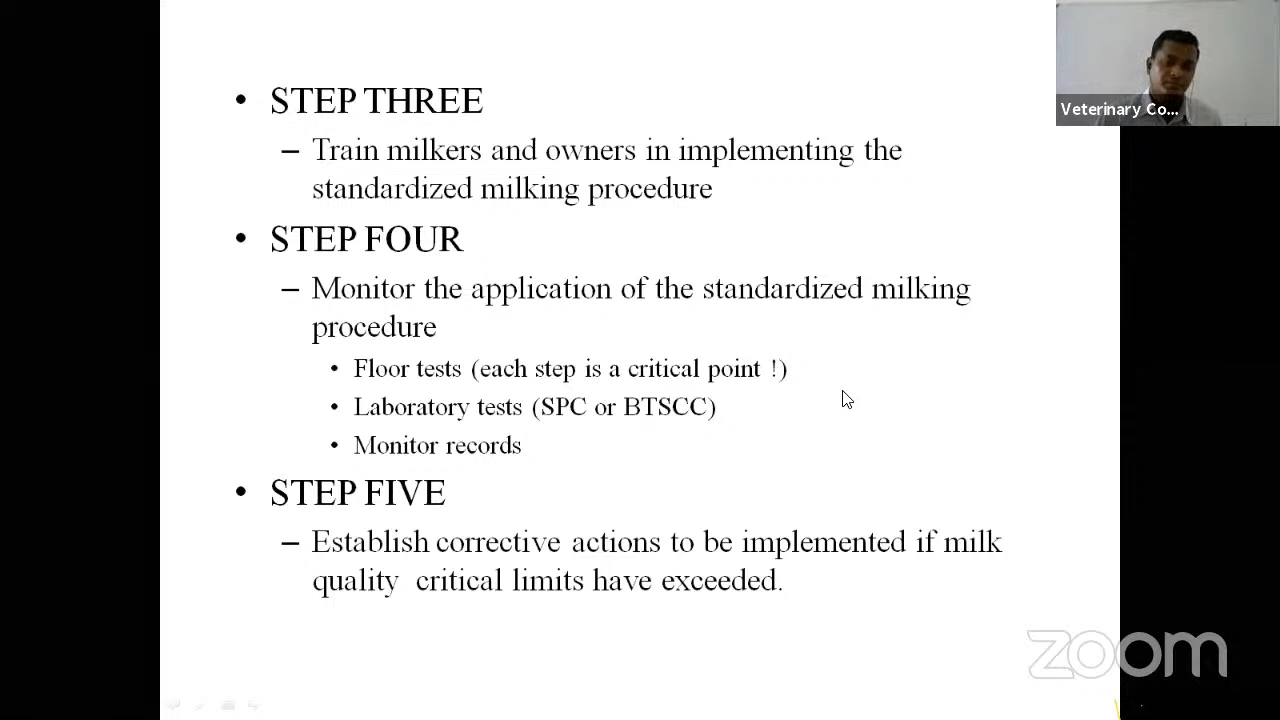 • STEP THREE
– Train milkers and owners in implementing the
standardized milking procedure
• STEP FOUR
– Monitor the application of the standardized milking
procedure
• Floor tests (each step is a critical point !)
• Laboratory tests (SPC or BTSCC)
• Monitor records
• STEP FIVE
– Establish corrective actions to be implemented if milk
quality critical limits have exceeded.
Veterinary Co...
zoom